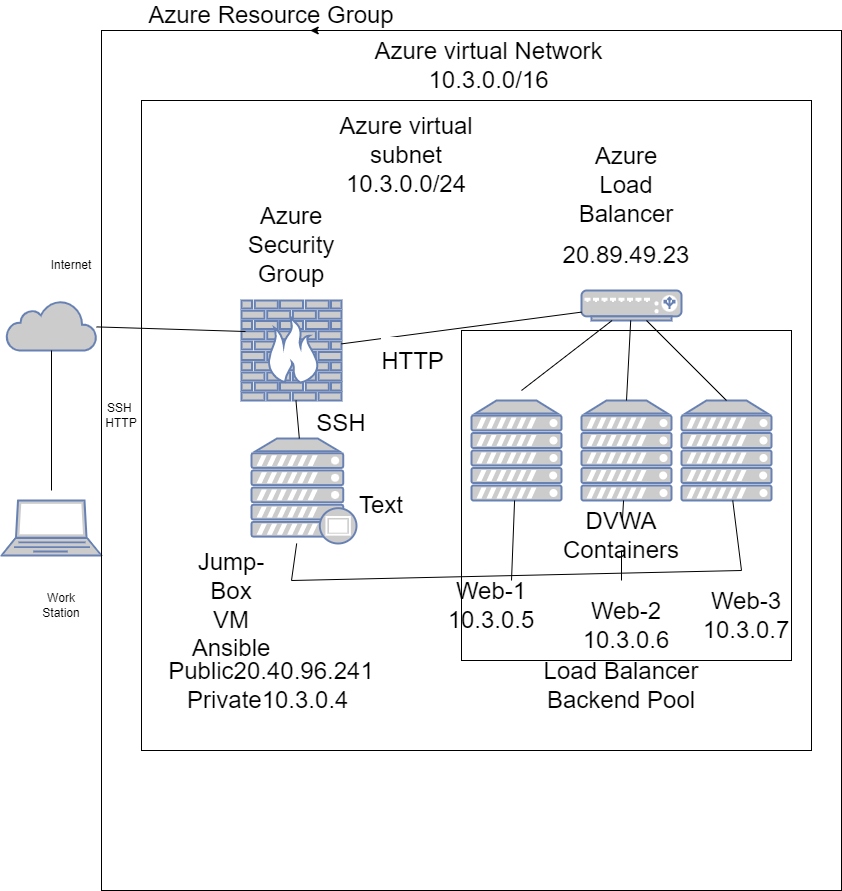 Azure Resource Group
Azure virtual Network
10.3.0.0/16
Azure virtual
subnet
10.3.0.0/24
Azure
Load
Balancer
20.89.49.23
Azure
Security
Group
Internet
HTTP
SSH
HTTP
SSH
Text
DVWA
Containers
Jump-
Box
VM
Ansible
Public20.40.96.241
Private10.3.0.4
Work
Station
Web-1
10.3.0.5
Web-2
10.3.0.6
Web-3
10.3.0.7
Load Balancer
Backend Pool